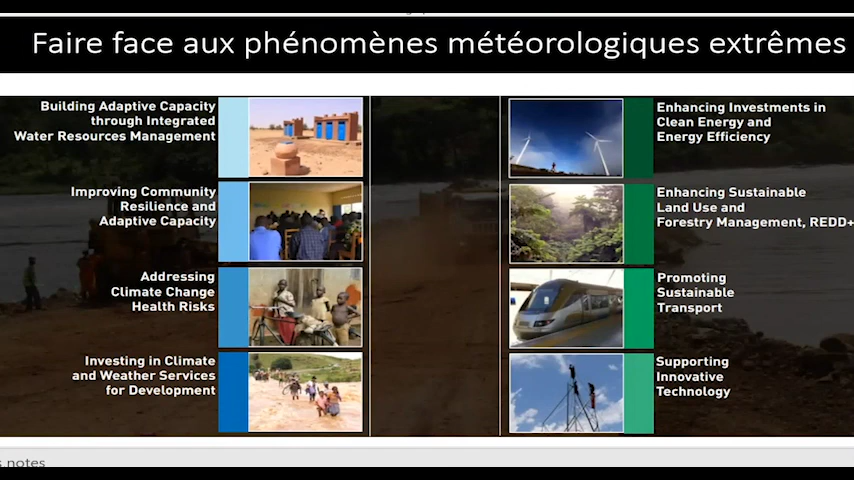 Faire face aux phénomènes météorologiques extrêmes
Building Adaptive Capacity
through Integrated
Water Resources Management
Improving Community
Resilience and
Adaptive Capacity
Addressing
Climate Change
Health Risks
Investing in Climate
and Weather Services
for Development
Enhancing Investments in
Clean Energy and
Energy Efficiency
Enhancing Sustainable
Land Use and
Forestry Management, REDD+
Promoting
Sustainable
Transport
Supporting
Innovative
Technology
notes